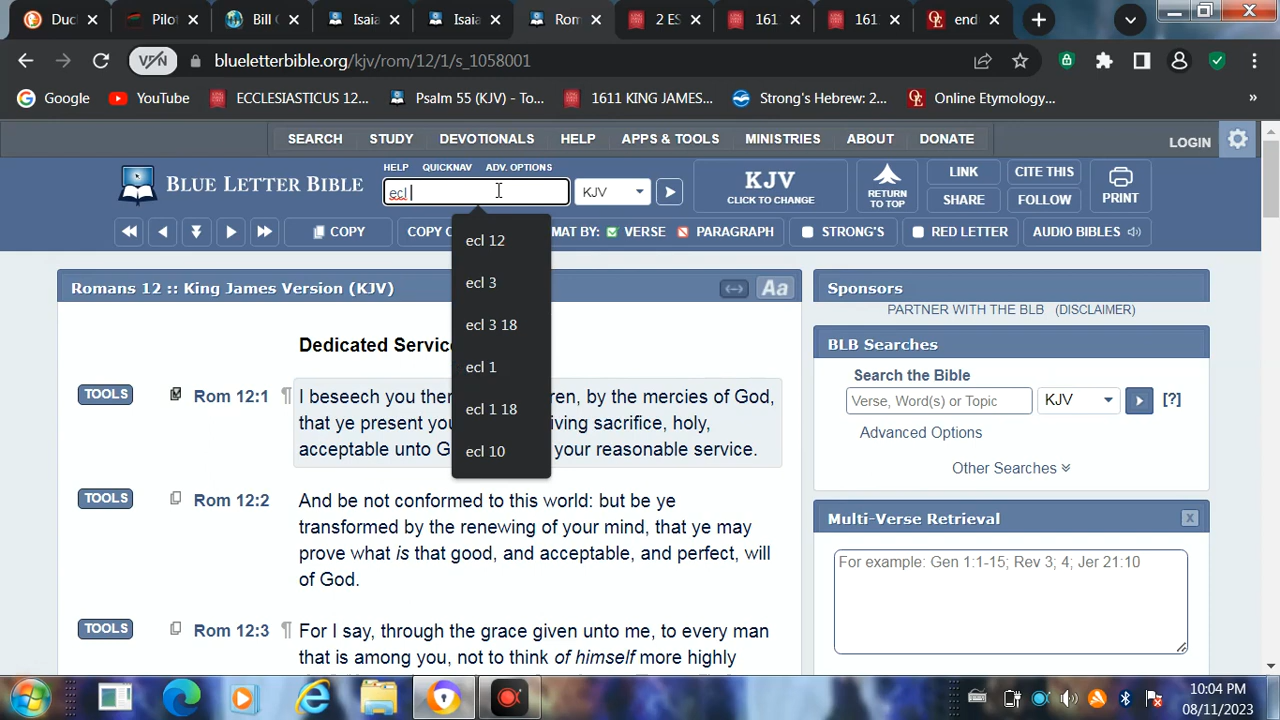 Duc
Pilot
Bill G
Isaia
Isaia
Rom
2 ES
161
161
end
VPN
blueletterbible.org/kjv/rom/12/1/s_1058001
Google
YouTube
ECCLESIASTICUS 12...
Psalm 55 (KJV) - To...
1611 KING JAMES...
Strong's Hebrew: 2...
Online Etymology...
»
SEARCH
STUDY
DEVOTIONALS
HELP
APPS & TOOLS
MINISTRIES
ABOUT
DONATE
LOGIN
BLUE LETTER BIBLE
HELP
QUICKNAV
ADV. OPTIONS
ecl
KJV
KJV
CLICK TO CHANGE
RETURN
TO TOP
LINK
CITE THIS
SHARE
FOLLOW
PRINT
COPY
COPY O
MAT BY:
VERSE
PARAGRAPH
STRONG'S
RED LETTER
AUDIO BIBLES
ecl 12
ecl 3
ecl 3 18
ecl 1
ecl 1 18
ecl 10
Romans 12 :: King James Version (KJV)
Aa
Dedicated Service
TOOLS
Rom 12:1
¶
I beseech you ther ren, by the mercies of God,
that ye present you iving sacrifice, holy,
acceptable unto G your reasonable service.
TOOLS
Rom 12:2
And be not conformed to this world: but be ye
transformed by the renewing of your mind, that ye may
prove what is that good, and acceptable, and perfect, will
of God.
TOOLS
Rom 12:3
¶
For I say, through the grace given unto me, to every man
that is among you, not to think of himself more highly
Sponsors
PARTNER WITH THE BLB (DISCLAIMER)
BLB Searches
Search the Bible
Verse, Word(s) or Topic
KJV
[?]
Advanced Options
Other Searches
Multi-Verse Retrieval
X
For example: Gen 1:1-15; Rev 3; 4; Jer 21:10
10:04 PM
08/11/2023